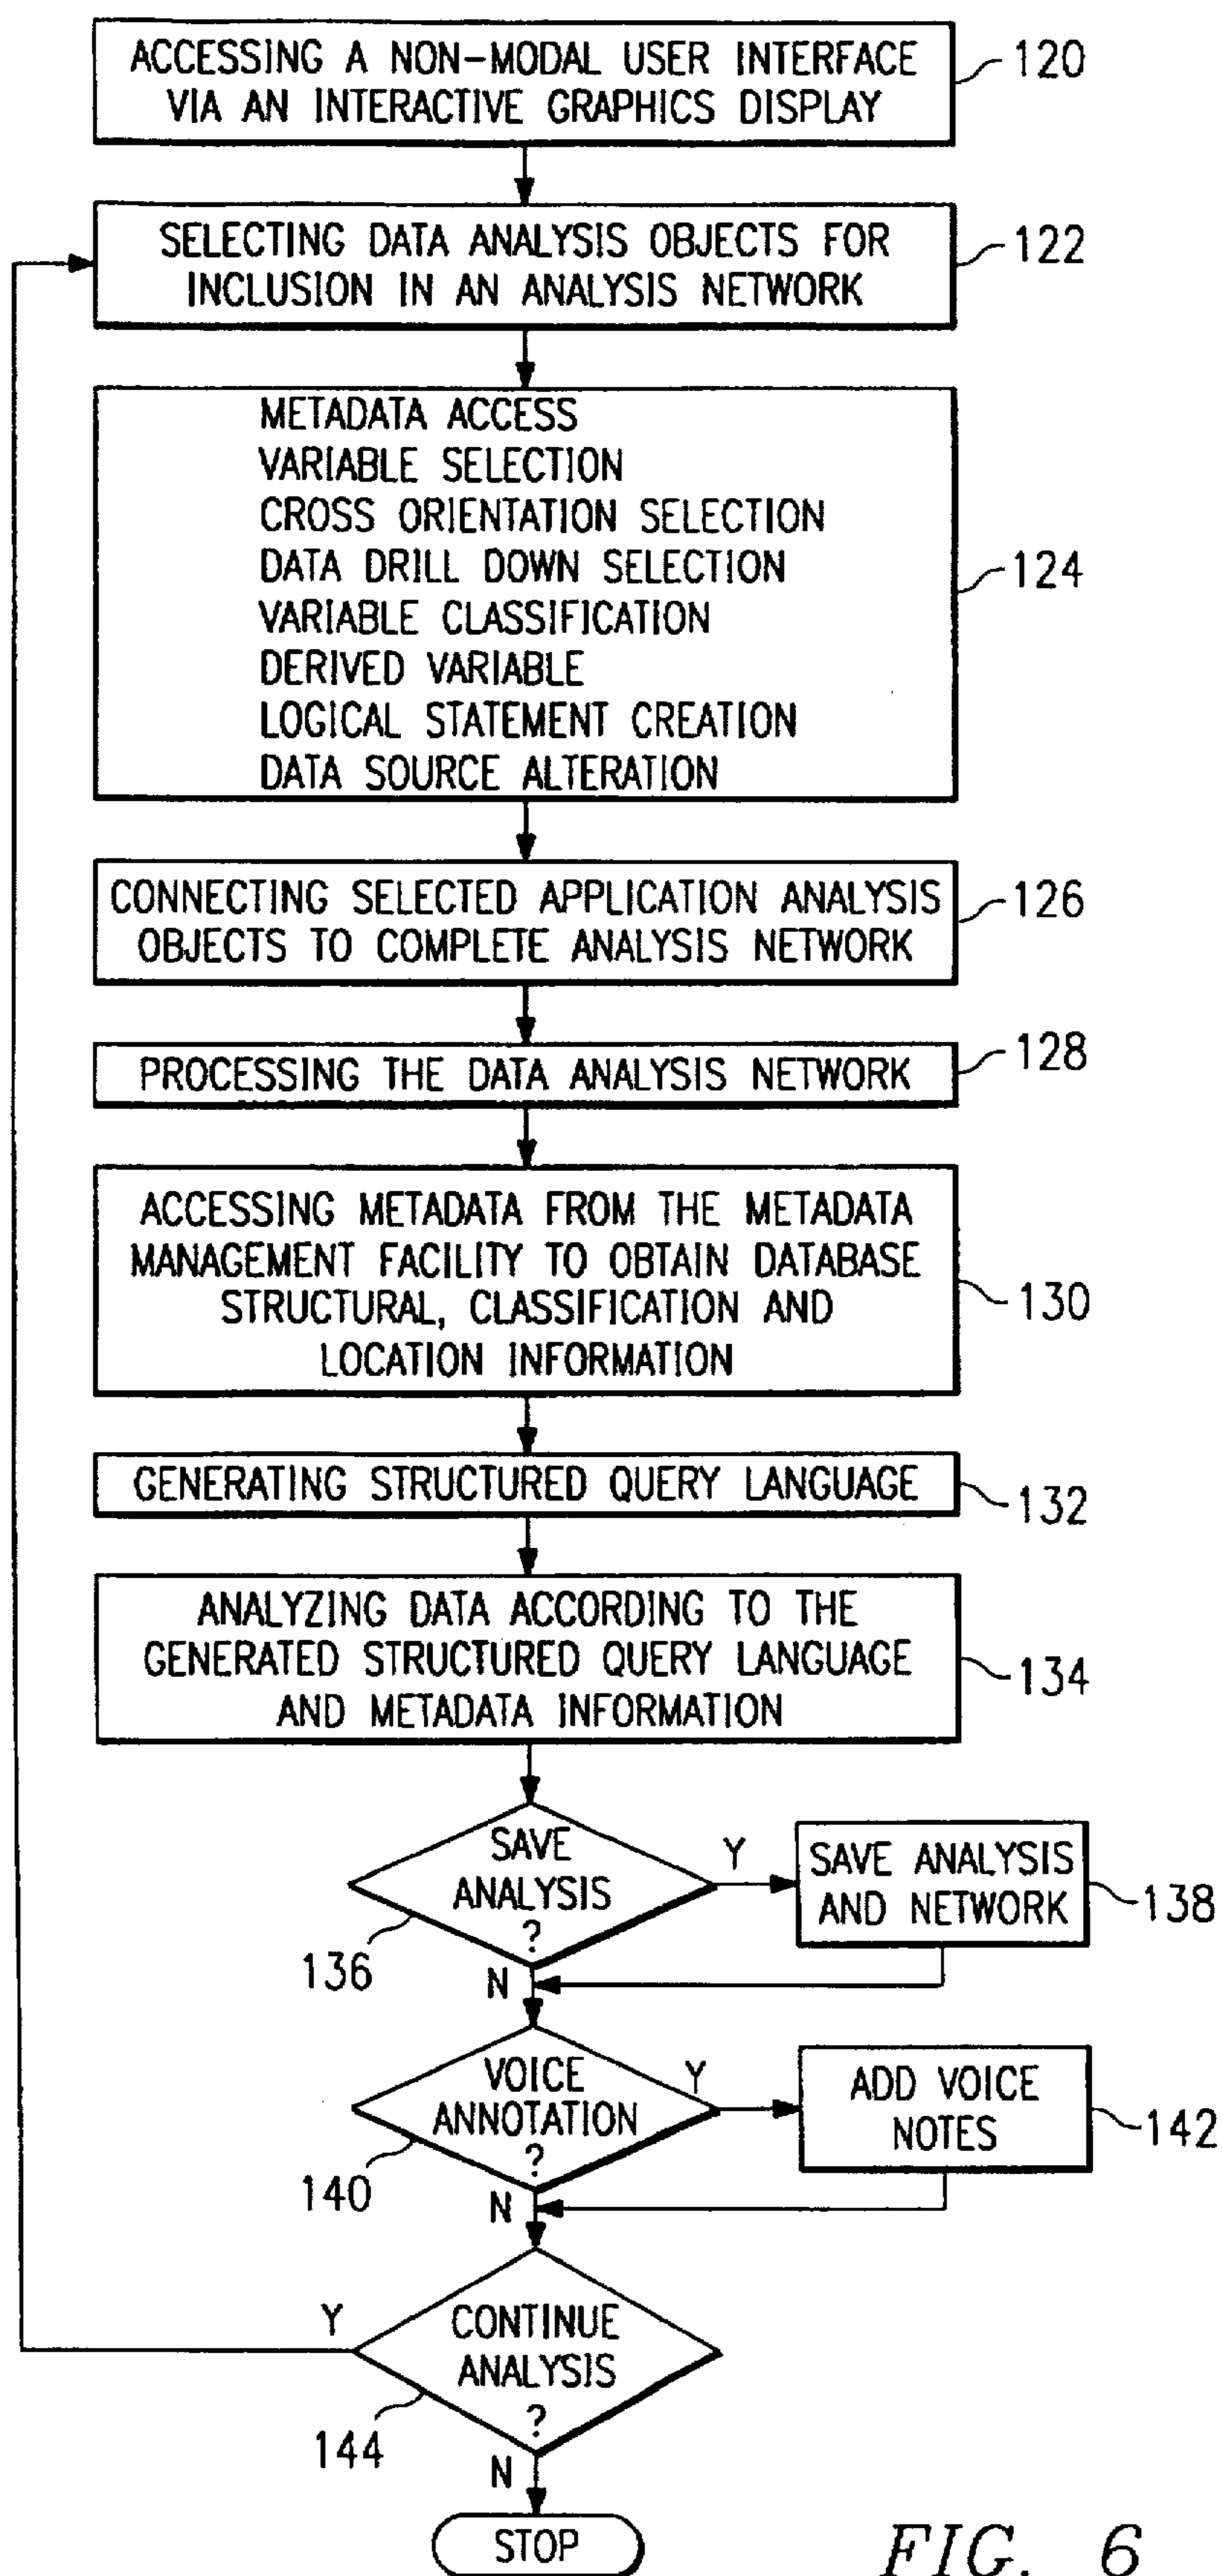 ACCESSING A NON-MODAL USER INTERFACE
VIA AN INTERACTIVE GRAPHICS DISPLAY
120
SELECTING DATA ANALYSIS OBJECTS FOR
INCLUSION IN AN ANALYSIS NETWORK
122
METADATA ACCESS
VARIABLE SELECTION
CROSS ORIENTATION SELECTION
DATA DRILL DOWN SELECTION
VARIABLE CLASSIFICATION
DERIVED VARIABLE
LOGICAL STATEMENT CREATION
DATA SOURCE ALTERATION
124
CONNECTING SELECTED APPLICATION ANALYSIS
OBJECTS TO COMPLETE ANALYSIS NETWORK
126
PROCESSING THE DATA ANALYSIS NETWORK
128
ACCESSING METADATA FROM THE METADATA
MANAGEMENT FACILITY TO OBTAIN DATABASE
STRUCTURAL, CLASSIFICATION AND
LOCATION INFORMATION
130
GENERATING STRUCTURED QUERY LANGUAGE
132
ANALYZING DATA ACCORDING TO THE
GENERATED STRUCTURED QUERY LANGUAGE
AND METADATA INFORMATION
134
SAVE
ANALYSIS
?
136
Y
SAVE ANALYSIS
AND NETWORK
138
N
VOICE
ANNOTATION
?
140
Y
ADD VOICE
NOTES
142
N
CONTINUE
ANALYSIS
?
144
Y
N
STOP
FIG. 6